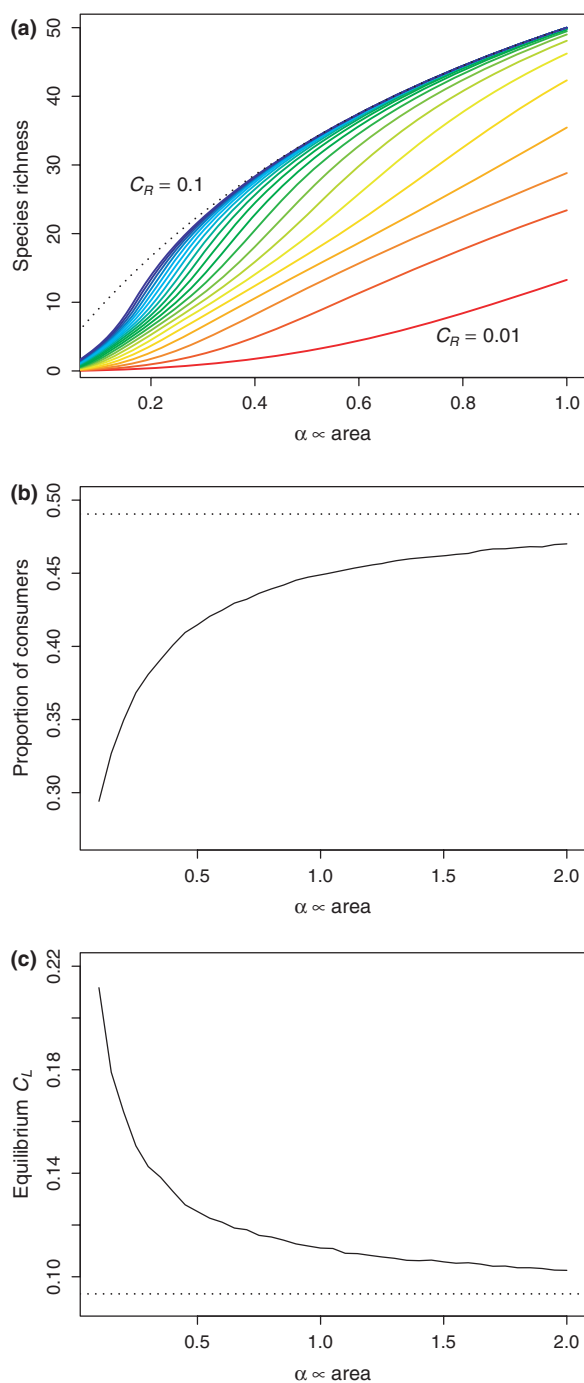 (a)
Species richness
50
40
30
20
10
0
C_R = 0.1
C_R = 0.01
0.2 0.4 0.6 0.8 1.0
α ∝ area
(b)
Proportion of consumers
0.50
0.45
0.40
0.35
0.30
0.5 1.0 1.5 2.0
α ∝ area
(c)
Equilibrium C_L
0.22
0.18
0.14
0.10
0.5 1.0 1.5 2.0
α ∝ area